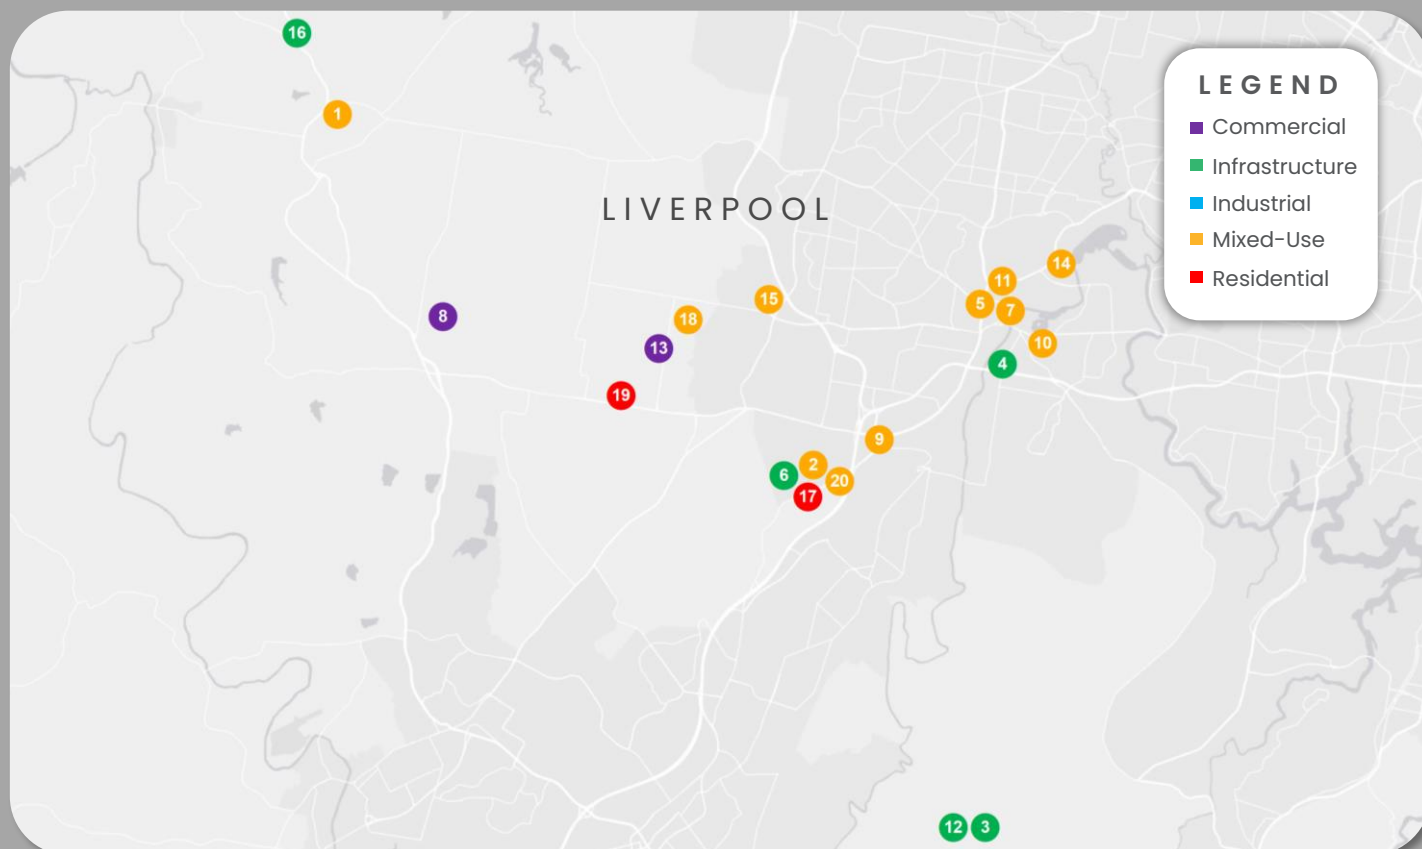 16
LEGEND
1
Commercial
Infrastructure
Industrial
LIVERPOOL
Mixed-Use
14
Residential
11
15
5
7
8
18
10
13
4
19
9
2
6
20
17
12
3